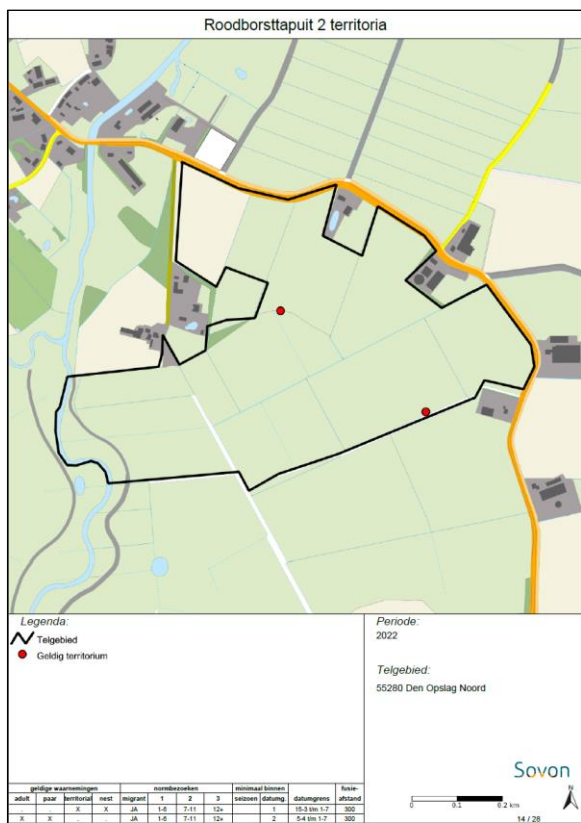 Roodborsttapuit 2 territoria
Legenda:
Telgebied
Geldig territorium
Periode:
2022
Telgebied:
55280 Den Opslag Noord
Sovon
N
0 0.1 0.2 km
14 / 28
geldige waarnemingen normbezoeken minimaal binnen fusie-
adult paar territoriaal nest migrant 1 2 3 seizoen datumg. datumgrens afstand
. . X X JA 1-6 7-11 12+ 1 15-3 t/m 1-7 300
X X . . JA 1-6 7-11 12+ 2 5-4 t/m 1-7 300